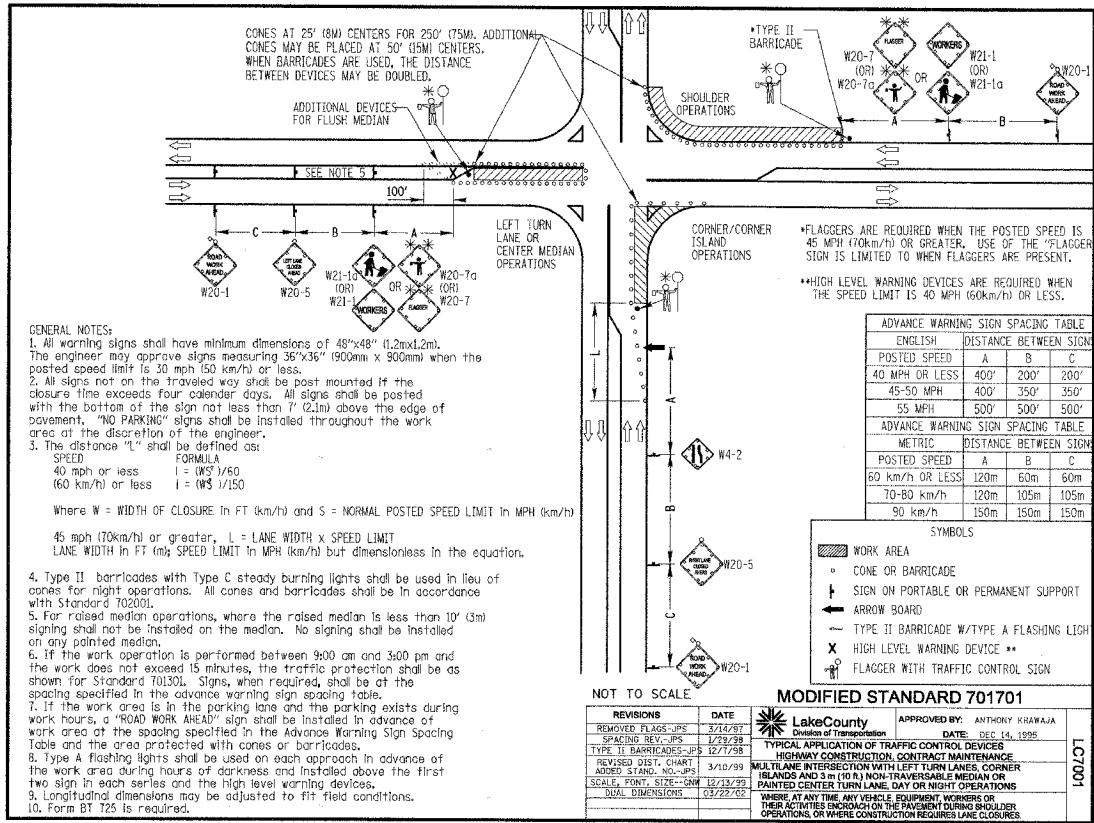 CONES AT 25' (8M) CENTERS FOR 250' (75M). ADDITIONAL
CONES MAY BE PLACED AT 50' (15M) CENTERS.
WHEN BARRICADES ARE USED, THE DISTANCE
BETWEEN DEVICES MAY BE DOUBLED.
ADDITIONAL DEVICES
FOR FLUSH MEDIAN
*TYPE II
BARRICADE
SHOULDER
OPERATIONS
FLAGGER
W20-7
(OR)
W20-7a
OR
WORKERS
W21-1
(OR)
W21-1a
W20-1
ROAD
WORK
AHEAD
A
B
SEE NOTE 5
100'
C
B
A
LEFT TURN
LANE OR
CENTER MEDIAN
OPERATIONS
ROAD
WORK
AHEAD
W20-1
LEFT LANE
CLOSED
AHEAD
W20-5
W21-1a
(OR)
W21-1
WORKERS
OR
W20-7a
(OR)
W20-7
FLAGGER
CORNER/CORNER
ISLAND
OPERATIONS
*FLAGGERS ARE REQUIRED WHEN THE POSTED SPEED IS
45 MPH (70km/h) OR GREATER. USE OF THE "FLAGGER
SIGN IS LIMITED TO WHEN FLAGGERS ARE PRESENT.
**HIGH LEVEL WARNING DEVICES ARE REQUIRED WHEN
THE SPEED LIMIT IS 40 MPH (60km/h) OR LESS.
L
A
W4-2
B
RIGHT LANE
CLOSED
AHEAD
W20-5
C
ROAD
WORK
AHEAD
W20-1
GENERAL NOTES:
1. All warning signs shall have minimum dimensions of 48"x48" (1.2mx1.2m).
The engineer may approve signs measuring 36"x36" (900mm x 900mm) when the
posted speed limit is 30 mph (50 km/h) or less.
2. All signs not on the traveled way shall be post mounted if the
closure time exceeds four calender days. All signs shall be posted
with the bottom of the sign not less than 7' (2.1m) above the edge of
pavement. "NO PARKING" signs shall be installed throughout the work
area at the discretion of the engineer.
3. The distance "L" shall be defined as:
SPEED FORMULA
40 mph or less l = (WS²)/60
(60 km/h) or less l = (WS²)/150
Where W = WIDTH OF CLOSURE in FT (km/h) and S = NORMAL POSTED SPEED LIMIT in MPH (km/h)
45 mph (70km/h) or greater, L = LANE WIDTH x SPEED LIMIT
LANE WIDTH in FT (m); SPEED LIMIT in MPH (km/h) but dimensionless in the equation.
4. Type II barricades with Type C steady burning lights shall be used in lieu of
cones for night operations. All cones and barricades shall be in accordance
with Standard 702001.
5. For raised median operations, where the raised median is less than 10' (3m)
signing shall not be installed on the median. No signing shall be installed
on any painted median.
6. If the work operation is performed between 9:00 am and 3:00 pm and
the work does not exceed 15 minutes, the traffic protection shall be as
shown for Standard 701301. Signs, when required, shall be at the
spacing specified in the advance warning sign spacing table.
7. If the work area is in the parking lane and the parking exists during
work hours, a "ROAD WORK AHEAD" sign shall be installed in advance of
work area at the spacing specified in the Advance Warning Sign Spacing
Table and the area protected with cones or barricades.
8. Type A flashing lights shall be used on each approach in advance of
the work area during hours of darkness and installed above the first
two sign in each series and the high level warning devices.
9. Longitudinal dimensions may be adjusted to fit field conditions.
10. Form BT 725 is required.
ADVANCE WARNING SIGN SPACING TABLE
ENGLISH DISTANCE BETWEEN SIGNS
POSTED SPEED A B C
40 MPH OR LESS 400' 200' 200'
45-50 MPH 400' 350' 350'
55 MPH 500' 500' 500'
ADVANCE WARNING SIGN SPACING TABLE
METRIC DISTANCE BETWEEN SIGNS
POSTED SPEED A B C
60 km/h OR LESS 120m 60m 60m
70-80 km/h 120m 105m 105m
90 km/h 150m 150m 150m
SYMBOLS
WORK AREA
CONE OR BARRICADE
SIGN ON PORTABLE OR PERMANENT SUPPORT
ARROW BOARD
TYPE II BARRICADE W/TYPE A FLASHING LIGHT
X HIGH LEVEL WARNING DEVICE **
FLAGGER WITH TRAFFIC CONTROL SIGN
NOT TO SCALE
MODIFIED STANDARD 701701
REVISIONS DATE
REMOVED FLAGS-JPS 3/14/97
SPACING REV.-JPS 1/29/98
TYPE II BARRICADES-JPS 12/7/98
REVISED DIST. CHART
ADDED STAND. NO.-JPS 3/10/99
SCALE, FONT, SIZE--GNW 12/13/99
DUAL DIMENSIONS 03/22/02
LakeCounty
Division of Transportation
APPROVED BY: ANTHONY KHAWAJA
DATE: DEC 14, 1995
TYPICAL APPLICATION OF TRAFFIC CONTROL DEVICES
HIGHWAY CONSTRUCTION, CONTRACT MAINTENANCE
MULTILANE INTERSECTION WITH LEFT TURN LANES, CORNER
ISLANDS AND 3 m (10 ft.) NON-TRAVERSABLE MEDIAN OR
PAINTED CENTER TURN LANE, DAY OR NIGHT OPERATIONS
WHERE, AT ANY TIME, ANY VEHICLE, EQUIPMENT, WORKERS OR
THEIR ACTIVITIES ENCROACH ON THE PAVEMENT DURING SHOULDER
OPERATIONS, OR WHERE CONSTRUCTION REQUIRES LANE CLOSURES.
LC7001